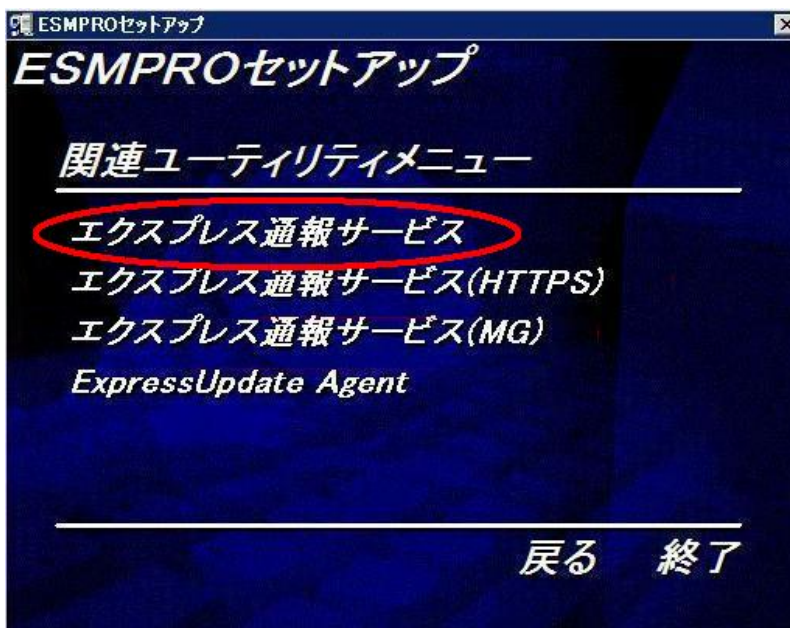 ESMPROセットアップ
ESMPROセットアップ
関連ユーティリティメニュー
エクスプレス通報サービス
エクスプレス通報サービス(HTTPS)
エクスプレス通報サービス(MG)
ExpressUpdate Agent
戻る 終了